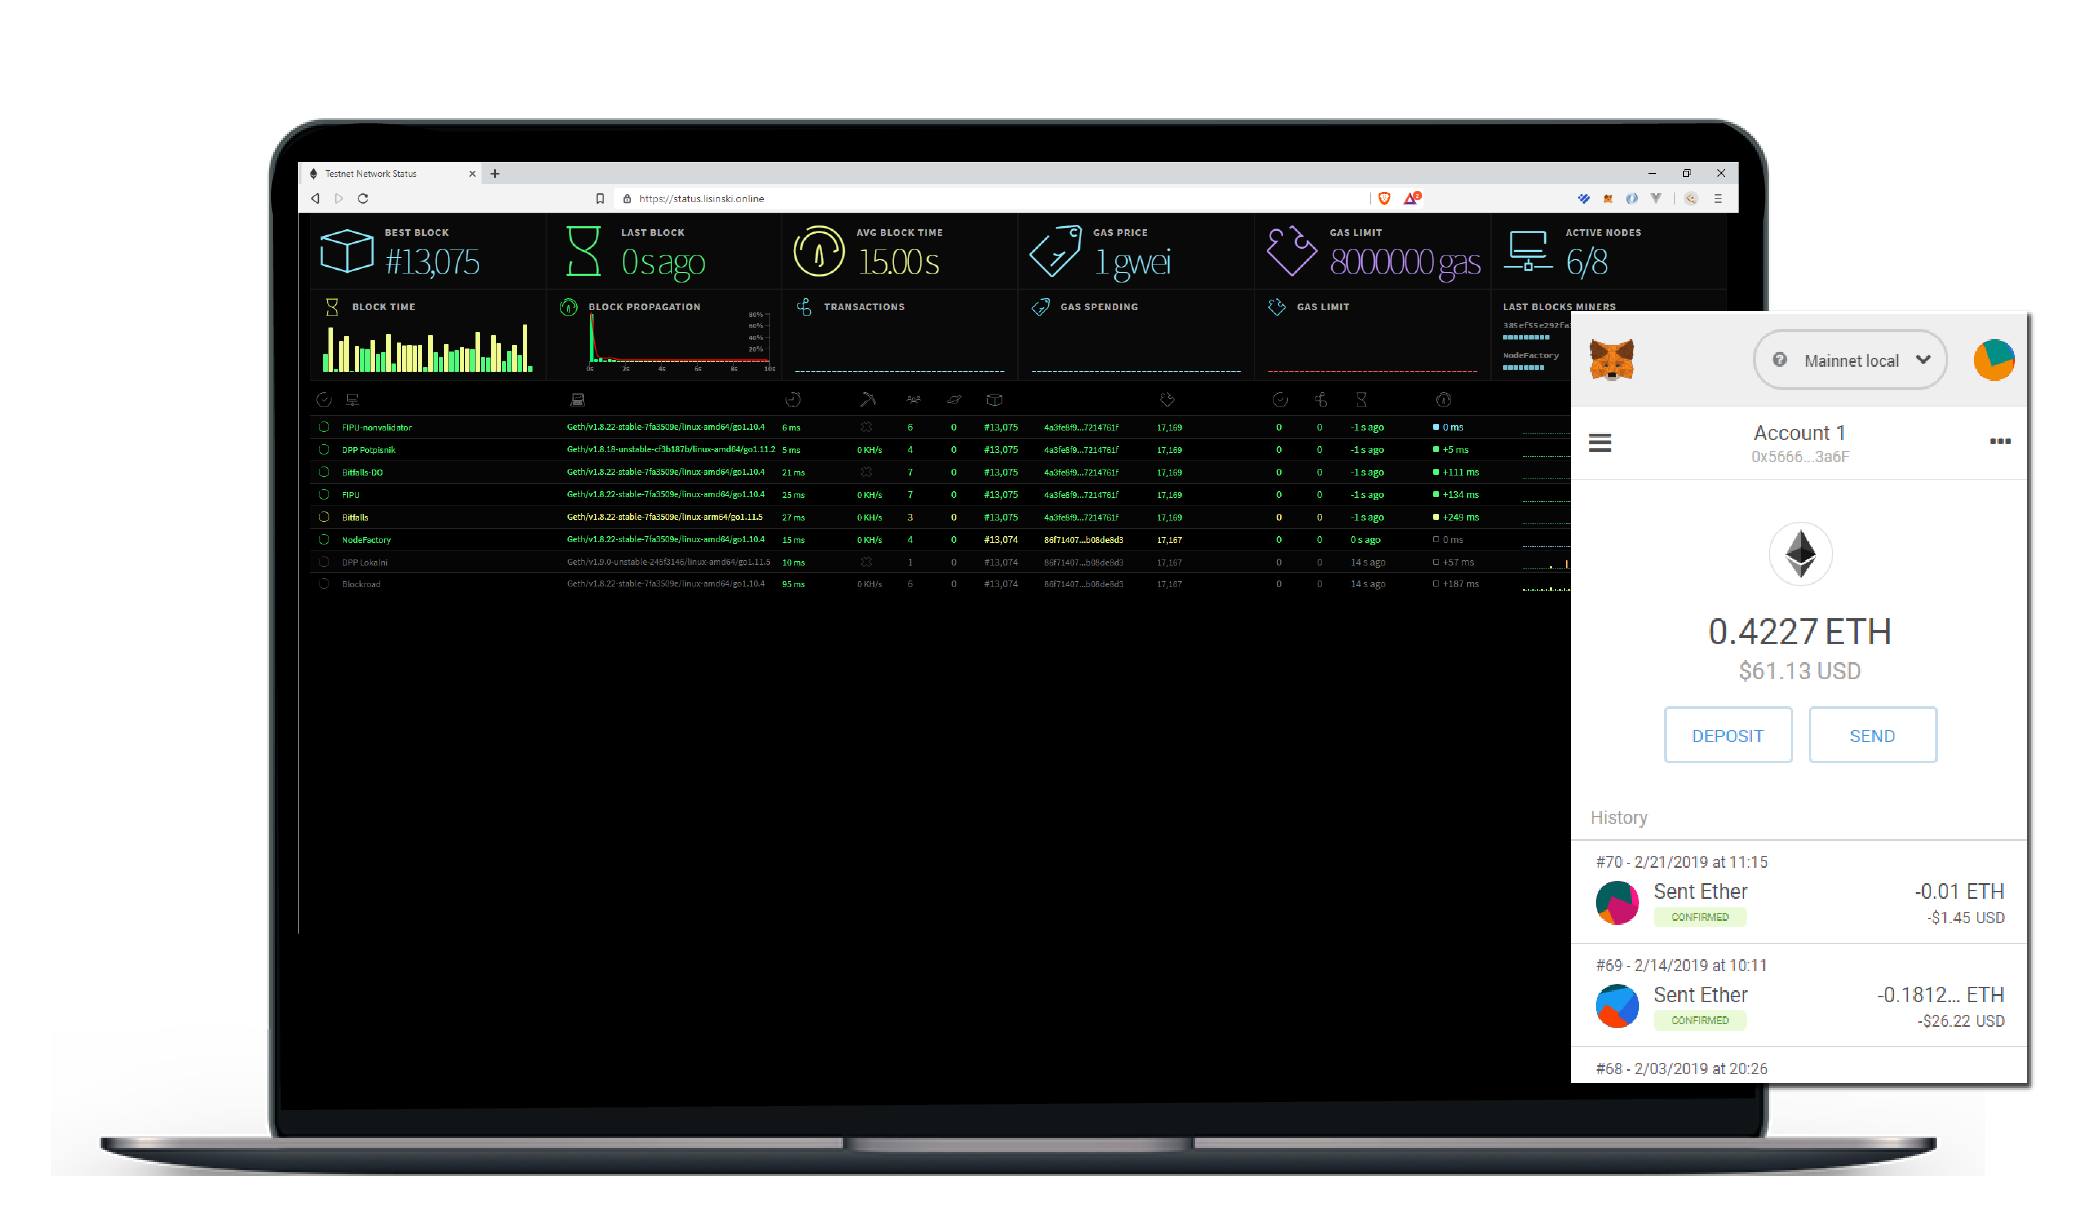 Testnet Network Status
https://status.lisinski.online
BEST BLOCK
#13,075
LAST BLOCK
0 s ago
AVG BLOCK TIME
15.00 s
GAS PRICE
1 gwei
GAS LIMIT
8000000 gas
ACTIVE NODES
6/8
BLOCK TIME
BLOCK PROPAGATION
80%
60%
40%
20%
0s 2s 4s 6s 8s 10s
TRANSACTIONS
GAS SPENDING
GAS LIMIT
LAST BLOCKS MINERS
385ef55e292fa
NodeFactory
FIPU-nonvalidator Geth/v1.8.22-stable-7fa3509e/linux-amd64/go1.10.4 6 ms 6 0 #13,075 4a3fe8f9...7214761f 17,169 0 0 -1 s ago 0 ms
DPP Potpisnik Geth/v1.8.18-unstable-cf3b187b/linux-amd64/go1.11.2 5 ms 0 KH/s 4 0 #13,075 4a3fe8f9...7214761f 17,169 0 0 -1 s ago +5 ms
Bitfalls-DO Geth/v1.8.22-stable-7fa3509e/linux-amd64/go1.10.4 21 ms 7 0 #13,075 4a3fe8f9...7214761f 17,169 0 0 -1 s ago +111 ms
FIPU Geth/v1.8.22-stable-7fa3509e/linux-amd64/go1.10.4 25 ms 0 KH/s 7 0 #13,075 4a3fe8f9...7214761f 17,169 0 0 -1 s ago +134 ms
Bitfalls Geth/v1.8.22-stable-7fa3509e/linux-arm64/go1.11.5 27 ms 0 KH/s 3 0 #13,075 4a3fe8f9...7214761f 17,169 0 0 -1 s ago +249 ms
NodeFactory Geth/v1.8.22-stable-7fa3509e/linux-amd64/go1.10.4 15 ms 0 KH/s 4 0 #13,074 86f71407...b08de8d3 17,167 0 0 0 s ago 0 ms
DPP Lokalni Geth/v1.9.0-unstable-245f3146/linux-amd64/go1.11.5 10 ms 1 0 #13,074 86f71407...b08de8d3 17,167 0 0 14 s ago +57 ms
Blockroad Geth/v1.8.22-stable-7fa3509e/linux-amd64/go1.10.4 95 ms 0 KH/s 6 0 #13,074 86f71407...b08de8d3 17,167 0 0 14 s ago +187 ms
Mainnet local
Account 1
0x5666...3a6F
0.4227 ETH
$61.13 USD
DEPOSIT SEND
History
#70 - 2/21/2019 at 11:15
Sent Ether -0.01 ETH
CONFIRMED -$1.45 USD
#69 - 2/14/2019 at 10:11
Sent Ether -0.1812... ETH
CONFIRMED -$26.22 USD
#68 - 2/03/2019 at 20:26